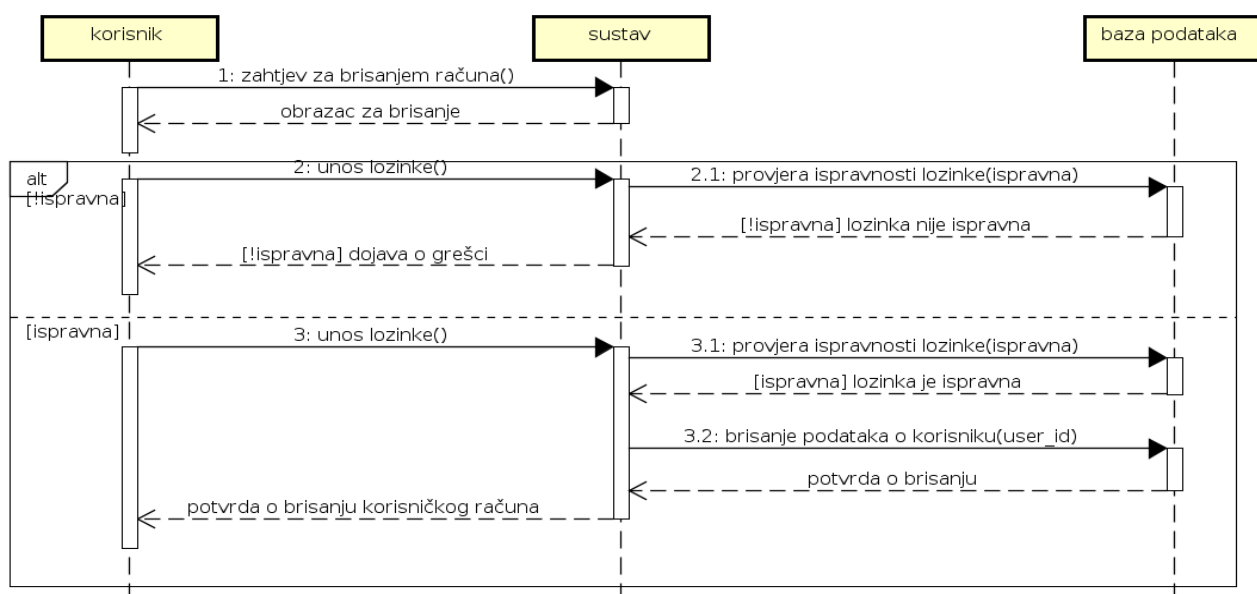 korisnik
sustav
baza podataka
1: zahtjev za brisanjem računa()
obrazac za brisanje
alt
[!ispravna]
2: unos lozinke()
2.1: provjera ispravnosti lozinke(ispravna)
[!ispravna] lozinka nije ispravna
[!ispravna] dojava o grešci
[ispravna]
3: unos lozinke()
3.1: provjera ispravnosti lozinke(ispravna)
[ispravna] lozinka je ispravna
3.2: brisanje podataka o korisniku(user_id)
potvrda o brisanju
potvrda o brisanju korisničkog računa